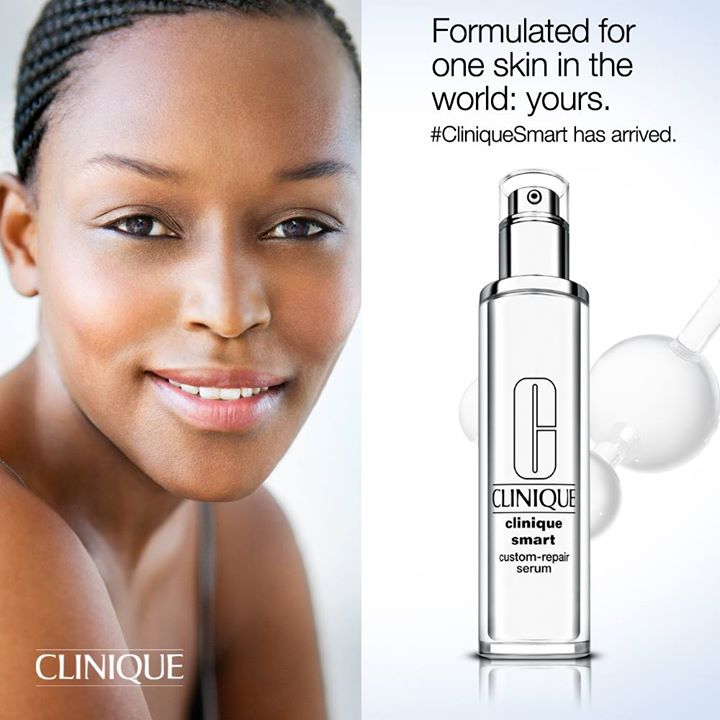 Formulated for
one skin in the
world: yours.
#CliniqueSmart has arrived.
C
CLINIQUE
clinique
smart
custom-repair
serum
CLINIQUE